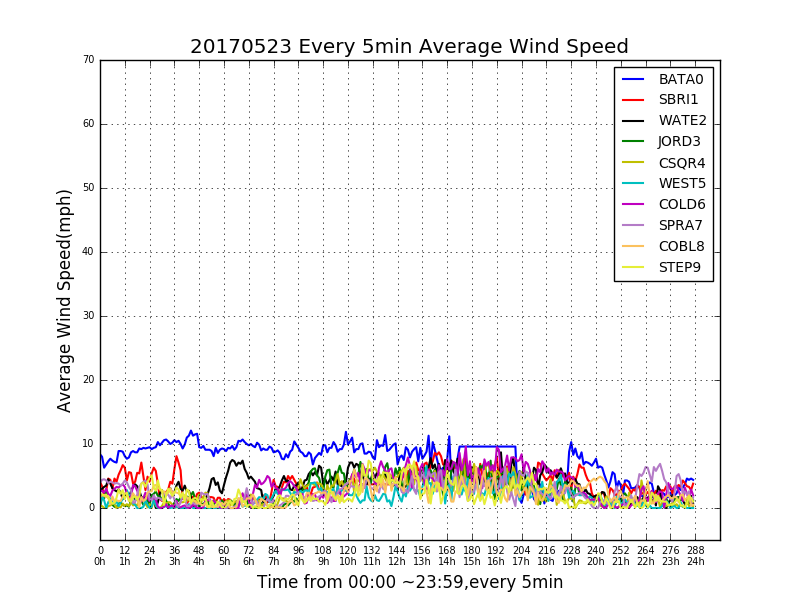 20170523 Every 5min Average Wind Speed
70
60
50
40
30
20
10
0
Average Wind Speed(mph)
BATA0
SBRI1
WATE2
JORD3
CSQR4
WEST5
COLD6
SPRA7
COBL8
STEP9
0 12 24 36 48 60 72 84 96 108 120 132 144 156 168 180 192 204 216 228 240 252 264 276 288
0h 1h 2h 3h 4h 5h 6h 7h 8h 9h 10h 11h 12h 13h 14h 15h 16h 17h 18h 19h 20h 21h 22h 23h 24h
Time from 00:00 ~23:59,every 5min